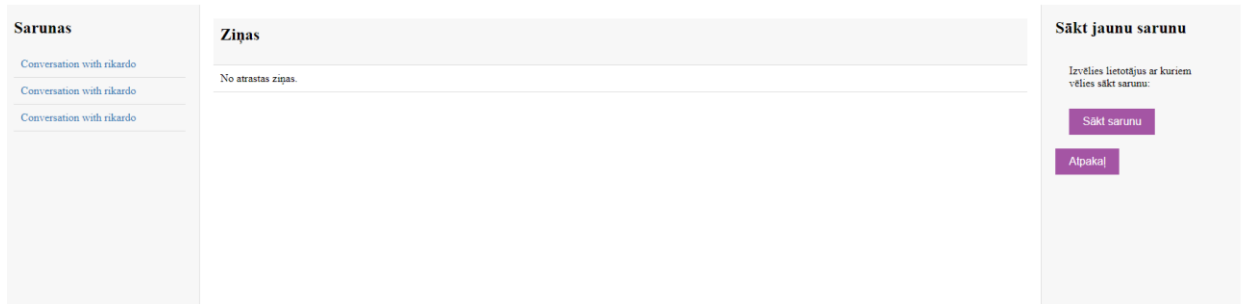 Sarunas
Conversation with rikardo
Conversation with rikardo
Conversation with rikardo
Ziņas
No atrastas ziņas.
Sākt jaunu sarunu
Izvēlies lietotājus ar kuriem
vēlies sākt sarunu:
Sākt sarunu
Atpakaļ